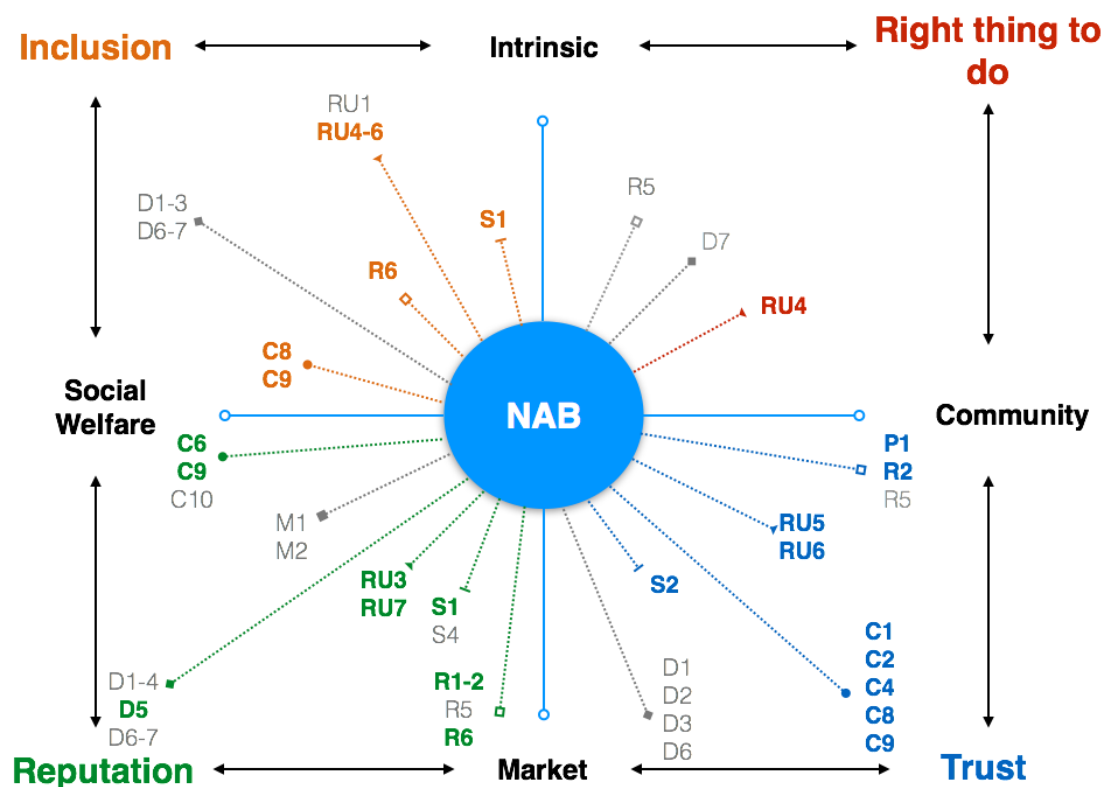 Inclusion
Intrinsic
Right thing to
do
RU1
RU4-6
D1-3
D6-7
S1
R5
D7
R6
RU4
C8
C9
Social
Welfare
NAB
Community
C6
C9
C10
P1
R2
R5
M1
M2
RU5
RU6
RU3
RU7
S1
S4
S2
C1
C2
C4
C8
C9
D1-4
D5
D6-7
R1-2
R5
R6
D1
D2
D3
D6
Reputation
Market
Trust